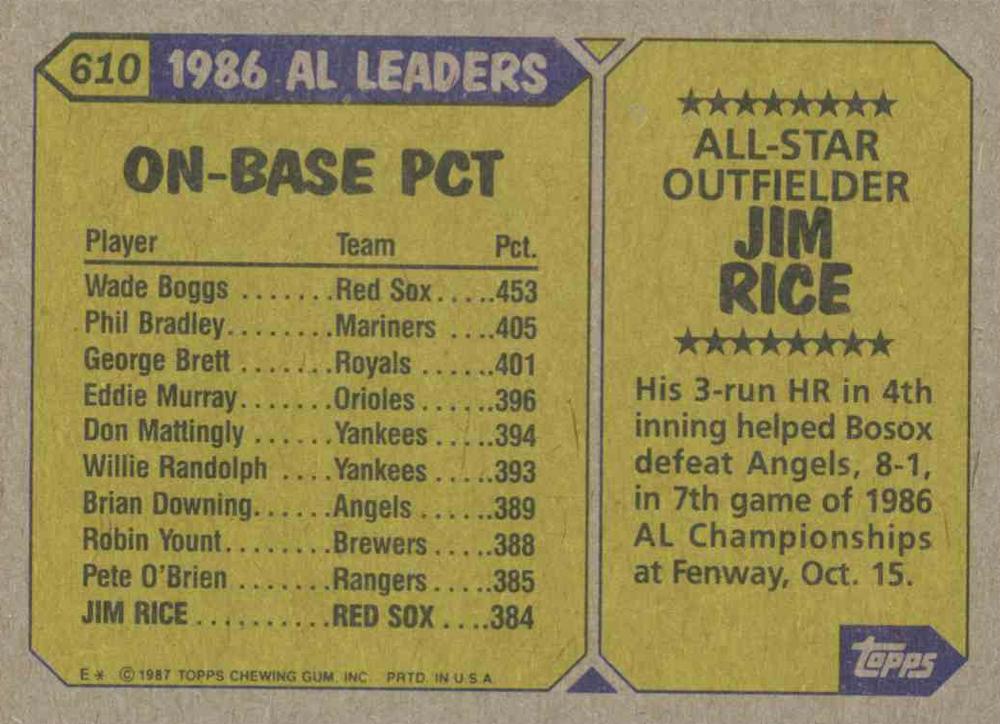 610 1986 AL LEADERS
ON-BASE PCT
Player Team Pct.
Wade Boggs .......Red Sox.....453
Phil Bradley........Mariners ....405
George Brett .......Royals ......401
Eddie Murray.......Orioles......396
Don Mattingly ......Yankees .....394
Willie Randolph ....Yankees .....393
Brian Downing......Angels ......389
Robin Yount........Brewers .....388
Pete O'Brien .......Rangers.....385
JIM RICE ..........RED SOX ....384
E* © 1987 TOPPS CHEWING GUM, INC. PRTD. IN U.S.A.
ALL-STAR
OUTFIELDER
JIM
RICE
His 3-run HR in 4th
inning helped Bosox
defeat Angels, 8-1,
in 7th game of 1986
AL Championships
at Fenway, Oct. 15.
topps